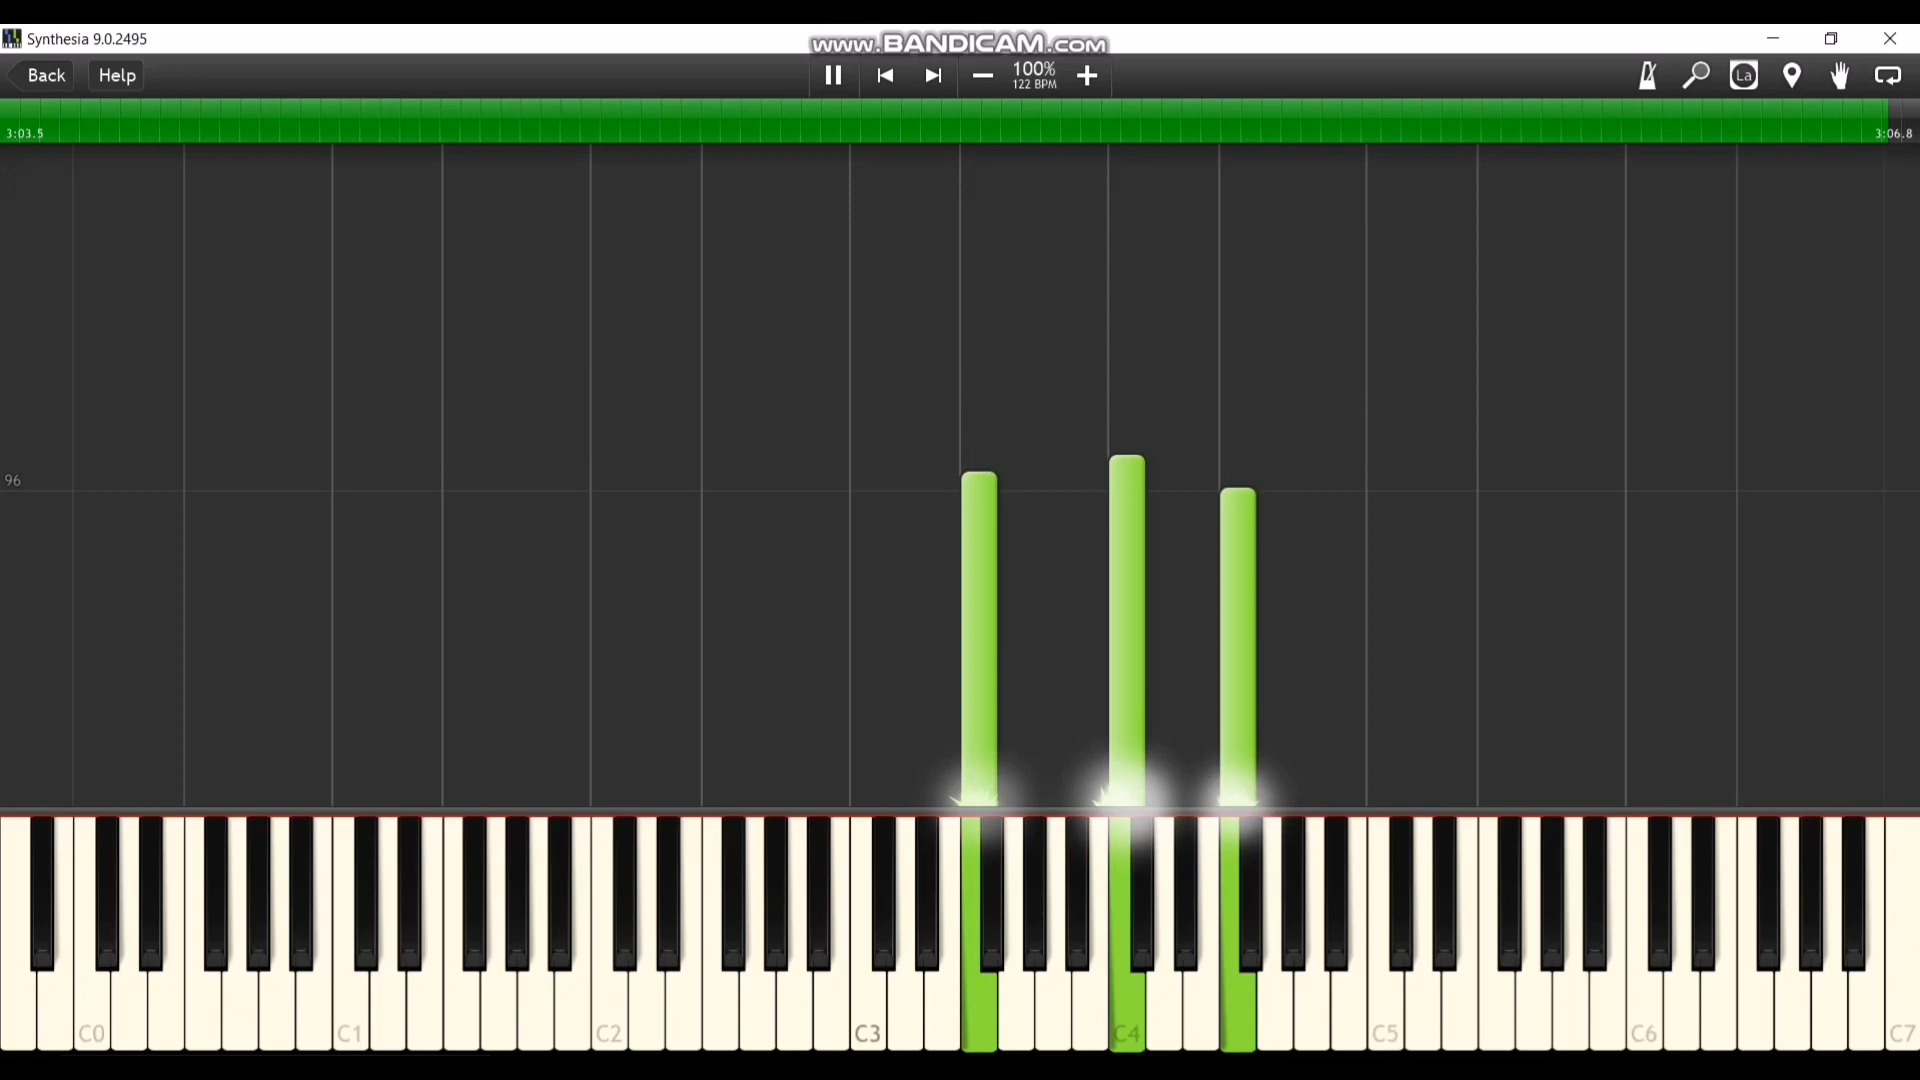 Synthesia 9.0.2495
www.BANDICAM.com
Back
Help
100%
122 BPM
La
3:03.5
3:06.8
96
C0
C1
C2
C3
C4
C5
C6
C7